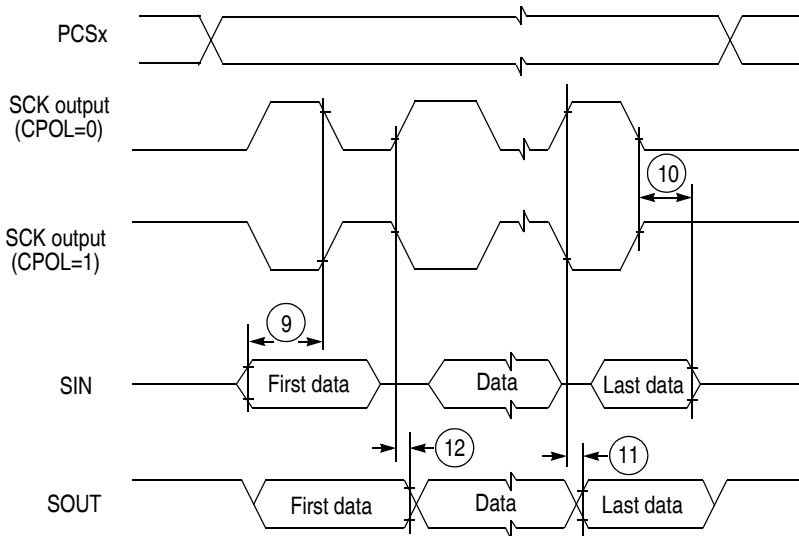 PCSx
SCK output
(CPOL=0)
10
SCK output
(CPOL=1)
9
SIN
First data
Data
Last data
12
11
SOUT
First data
Data
Last data